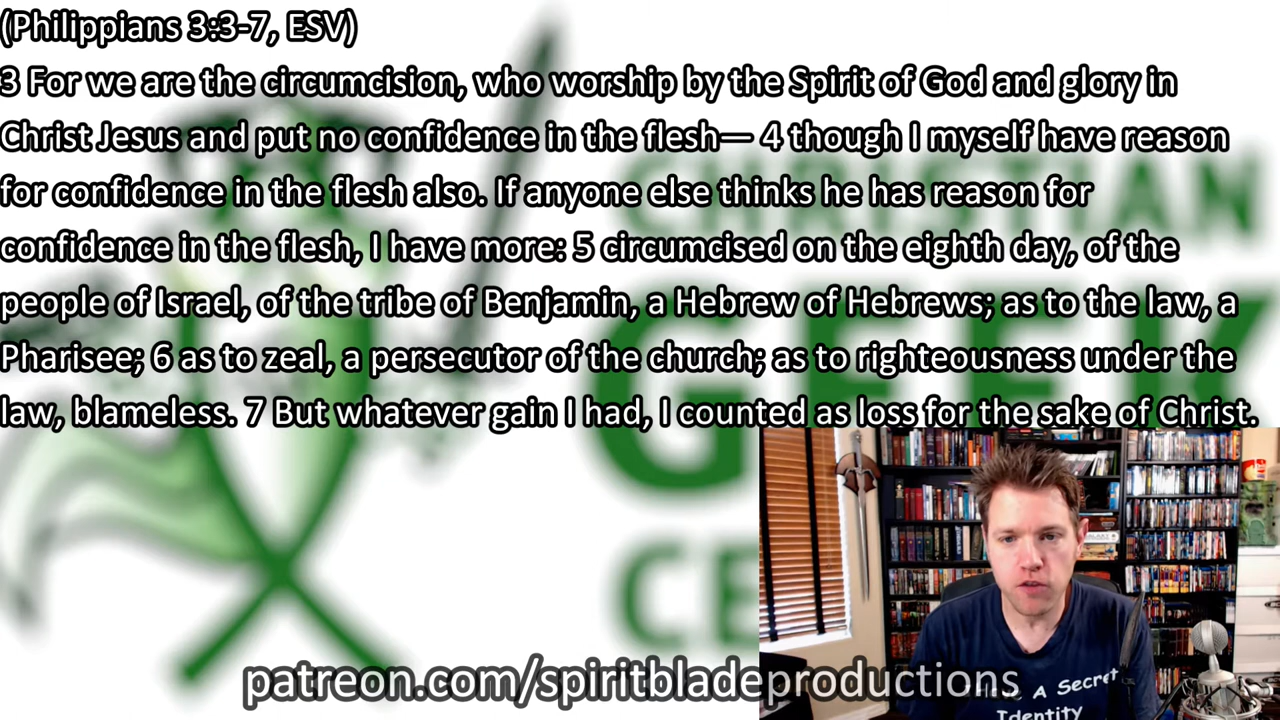 (Philippians 3:3-7, ESV)
3 For we are the circumcision, who worship by the Spirit of God and glory in
Christ Jesus and put no confidence in the flesh— 4 though I myself have reason
for confidence in the flesh also. If anyone else thinks he has reason for
confidence in the flesh, I have more: 5 circumcised on the eighth day, of the
people of Israel, of the tribe of Benjamin, a Hebrew of Hebrews; as to the law, a
Pharisee; 6 as to zeal, a persecutor of the church; as to righteousness under the
law, blameless. 7 But whatever gain I had, I counted as loss for the sake of Christ.
GEEK
patreon.com/spiritbladeproductions
A Secret
Identity